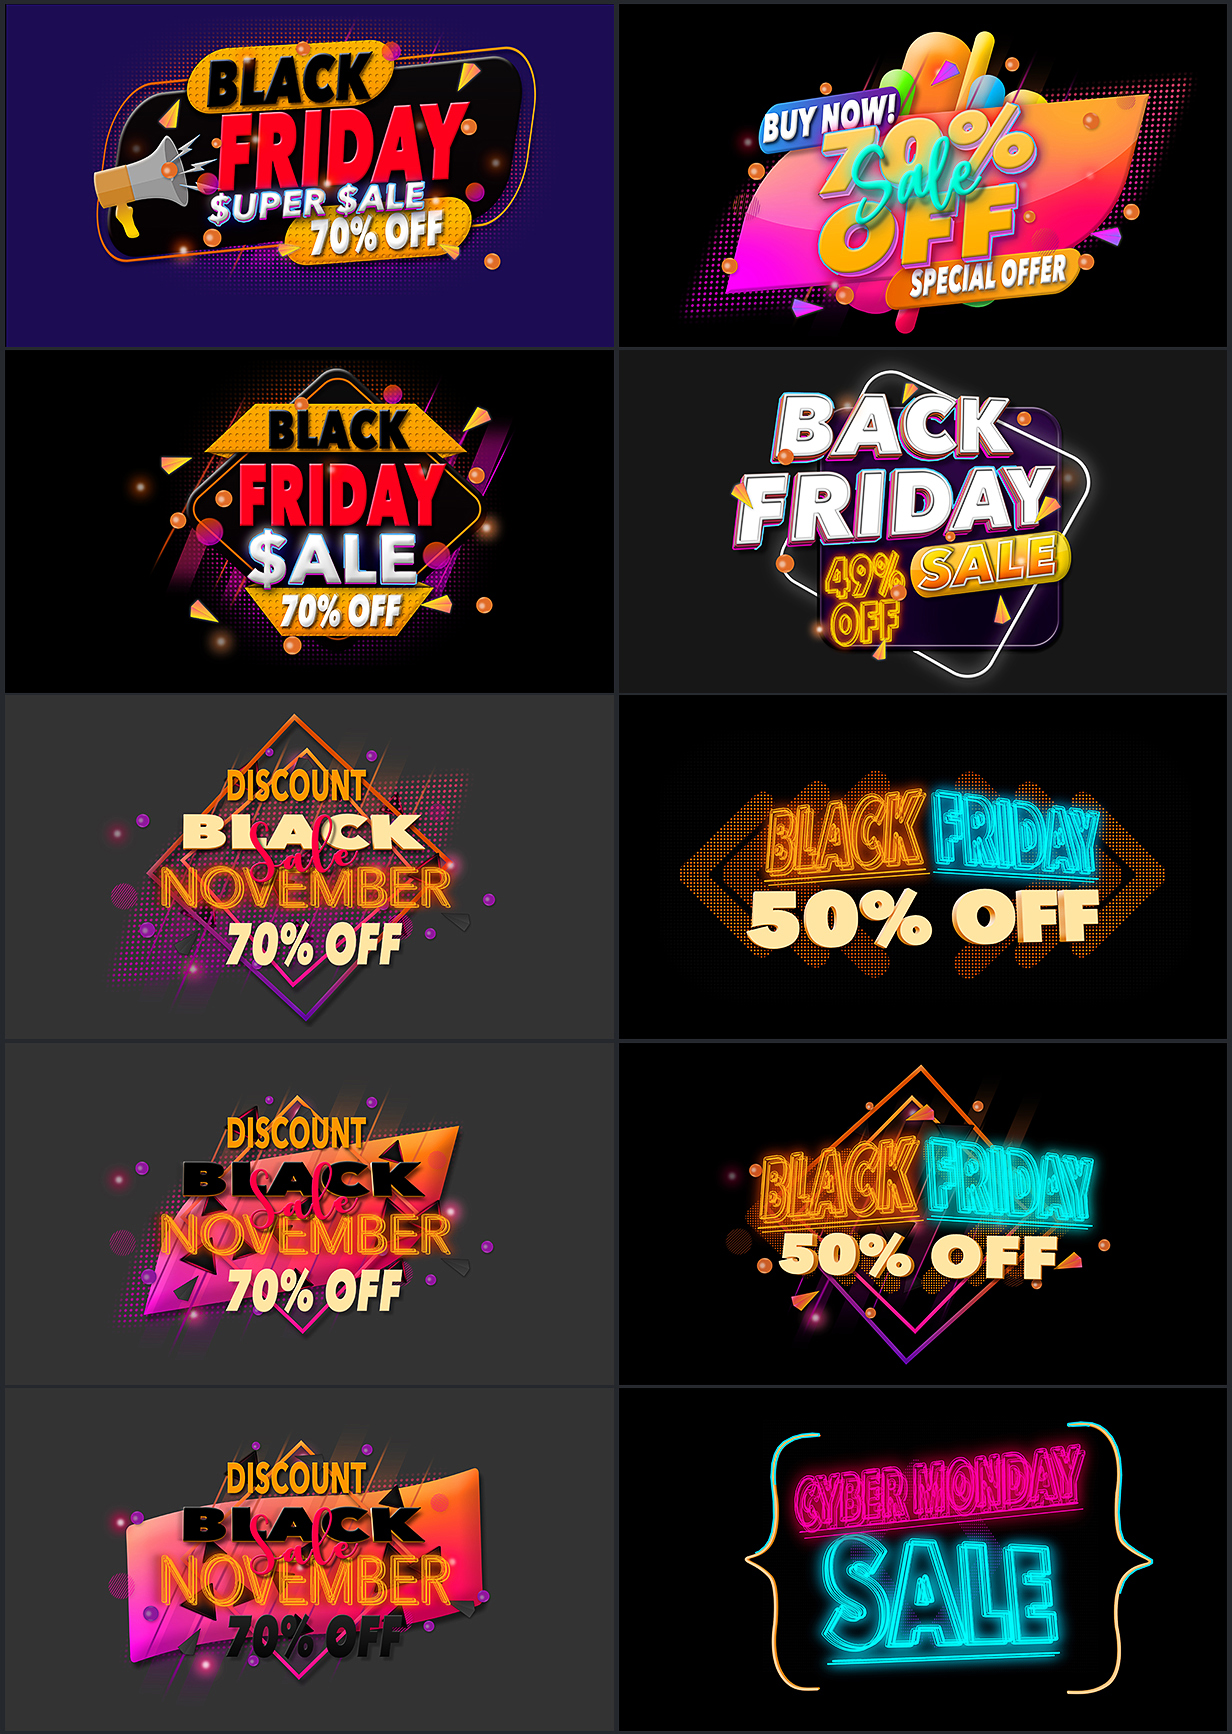 BLACK
FRIDAY
$UPER $ALE
70% OFF
BUY NOW!
70%
Sale
OFF
SPECIAL OFFER
BLACK
FRIDAY
$ALE
70% OFF
BACK
FRIDAY
SALE
49%
OFF
DISCOUNT
BLACK
Sale
NOVEMBER
70% OFF
BLACK FRIDAY
50% OFF
DISCOUNT
BLACK
Sale
NOVEMBER
70% OFF
BLACK FRIDAY
50% OFF
DISCOUNT
BLACK
Sale
NOVEMBER
70% OFF
CYBER MONDAY
SALE